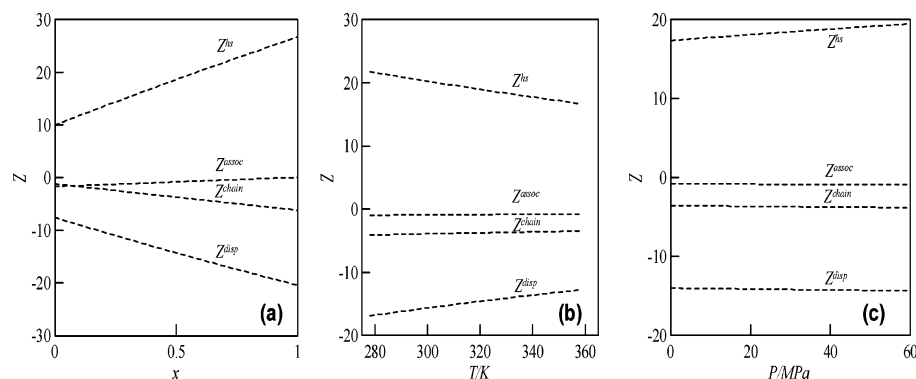 30
20
10
0
-10
-20
-30
Z
Z^hs
Z^assoc
Z^chain
Z^disp
(a)
0
0.5
1
x
30
20
10
0
-10
-20
Z
Z^hs
Z^assoc
Z^chain
Z^disp
(b)
280
300
320
340
360
T/K
20
10
0
-10
-20
Z
Z^hs
Z^assoc
Z^chain
Z^disp
(c)
0
20
40
60
P/MPa